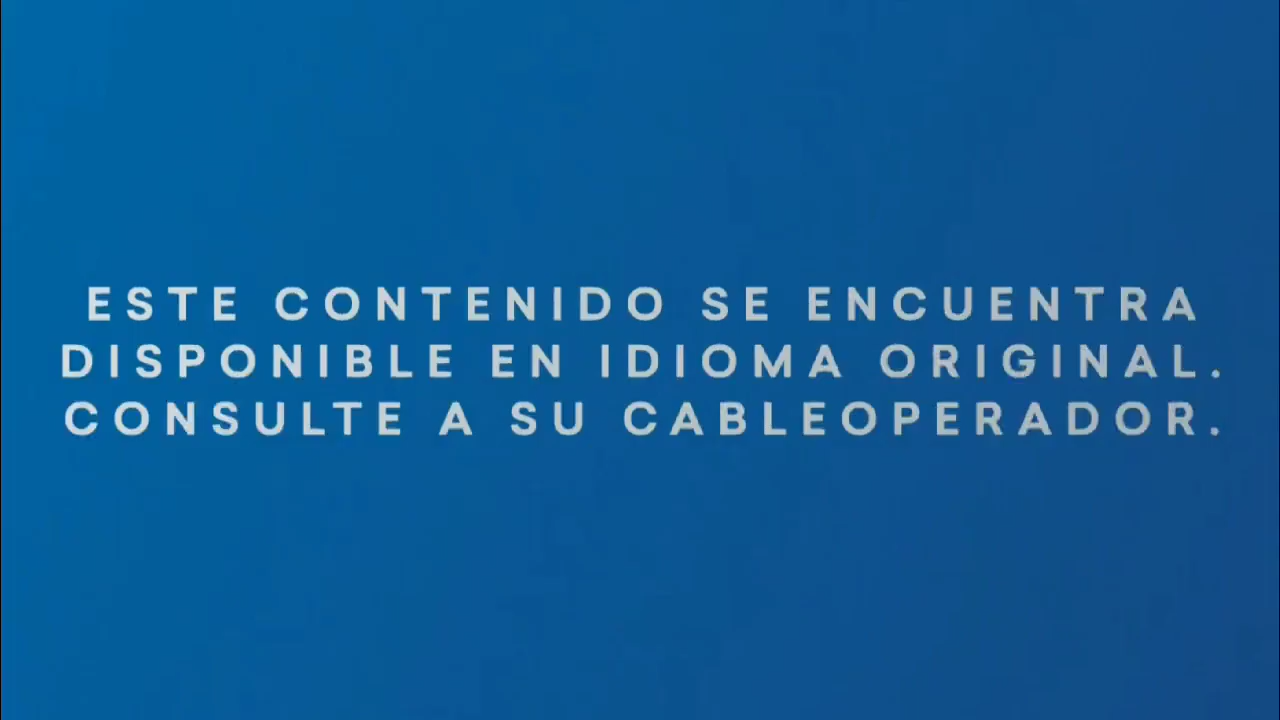 ESTE CONTENIDO SE ENCUENTRA
DISPONIBLE EN IDIOMA ORIGINAL.
CONSULTE A SU CABLEOPERADOR.